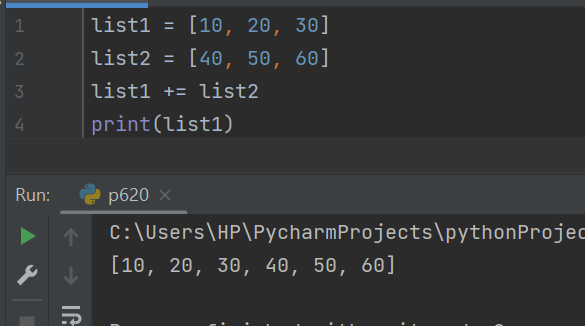 1 list1 = [10, 20, 30]
2 list2 = [40, 50, 60]
3 list1 += list2
4 print(list1)
Run: p620
C:\Users\HP\PycharmProjects\pythonProjec
[10, 20, 30, 40, 50, 60]